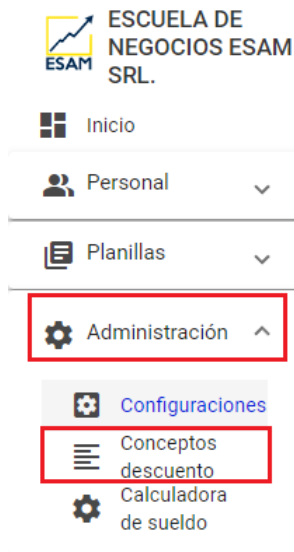 ESCUELA DE
NEGOCIOS ESAM
SRL.
ESAM
Inicio
Personal
Planillas
Administración
Configuraciones
Conceptos
descuento
Calculadora
de sueldo